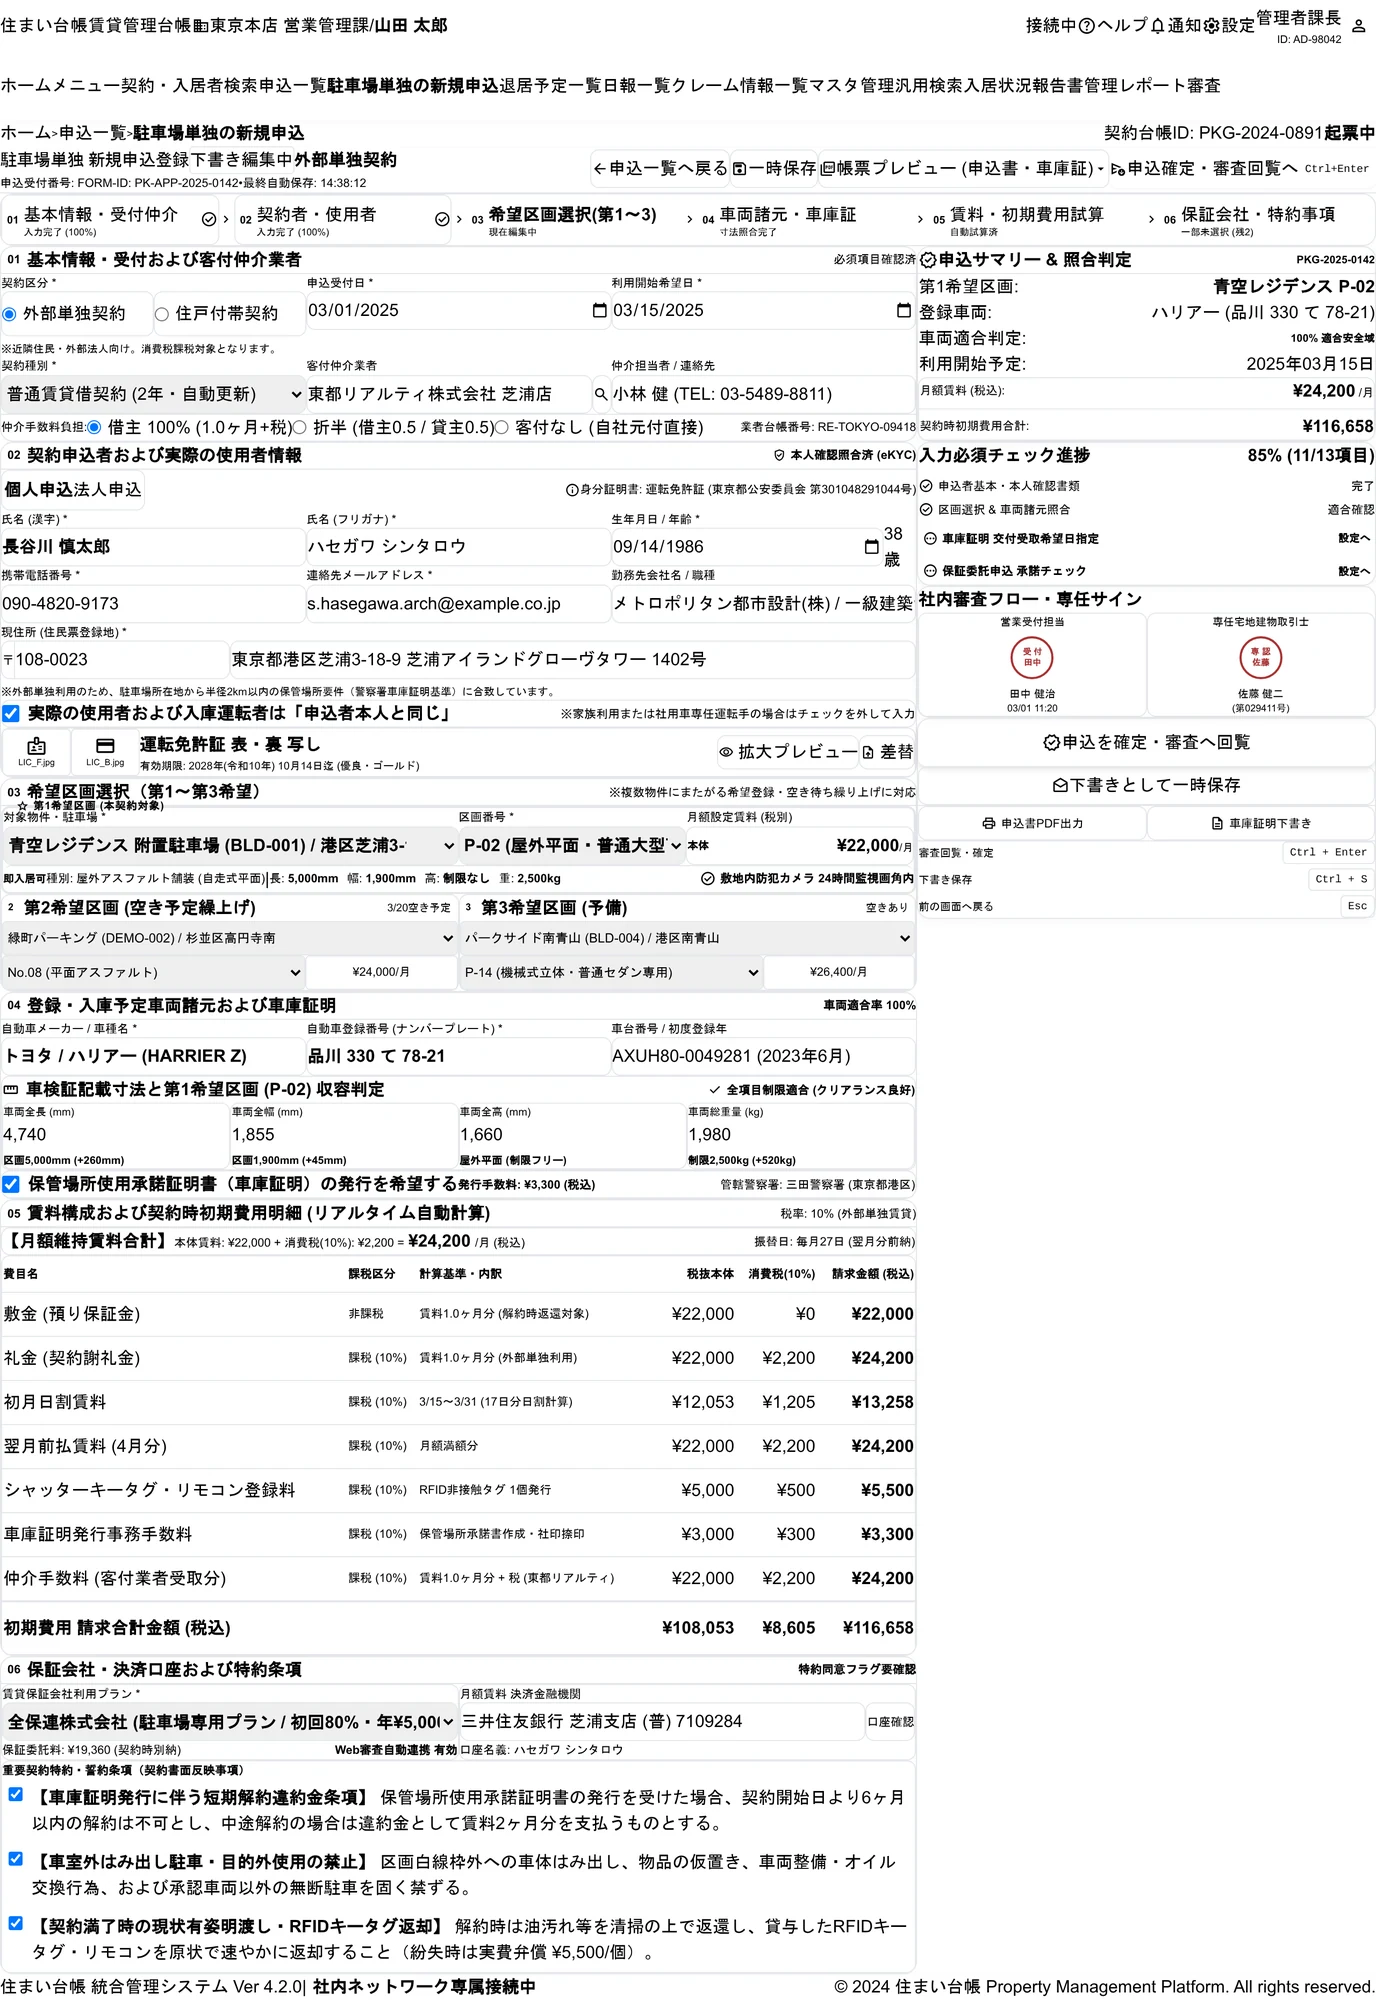 住まい台帳賃貸管理台帳東京本店 営業管理課/山田 太郎
接続中ヘルプ通知設定管理者課長
ID: AD-98042
ホームメニュー契約・入居者検索申込一覧駐車場単独の新規申込退居予定一覧日報一覧クレーム情報一覧マスタ管理汎用検索入居状況報告書管理レポート審査
ホーム>申込一覧>駐車場単独の新規申込
契約台帳ID: PKG-2024-0891起票中
駐車場単独 新規申込登録下書き編集中外部単独契約
申込受付番号: FORM-ID: PK-APP-2025-0142•最終自動保存: 14:38:12
申込一覧へ戻る 一時保存 帳票プレビュー (申込書・車庫証) 申込確定・審査回覧へ Ctrl+Enter
01 基本情報・受付仲介
入力完了 (100%)
02 契約者・使用者
入力完了 (100%)
03 希望区画選択(第1〜3)
現在編集中
04 車両諸元・車庫証
寸法照合完了
05 賃料・初期費用試算
自動試算済
06 保証会社・特約事項
一部未選択 (残2)
01 基本情報・受付および客付仲介業者
必須項目確認済
契約区分 *
外部単独契約 住戸付帯契約
※近隣住民・外部法人向け。消費税課税対象となります。
申込受付日 *
03/01/2025
利用開始希望日 *
03/15/2025
契約種別 *
普通賃貸借契約 (2年・自動更新)
客付仲介業者
東都リアルティ株式会社 芝浦店
仲介担当者 / 連絡先
小林 健 (TEL: 03-5489-8811)
仲介手数料負担: 借主 100% (1.0ヶ月+税) 折半 (借主0.5 / 貸主0.5) 客付なし (自社元付直接)
業者台帳番号: RE-TOKYO-09418
02 契約申込者および実際の使用者情報
本人確認照合済 (eKYC)
個人申込法人申込
身分証明書: 運転免許証 (東京都公安委員会 第301048291044号)
氏名 (漢字) *
長谷川 慎太郎
氏名 (フリガナ) *
ハセガワ シンタロウ
生年月日 / 年齢 *
09/14/1986
38歳
携帯電話番号 *
090-4820-9173
連絡先メールアドレス *
s.hasegawa.arch@example.co.jp
勤務先会社名 / 職種
メトロポリタン都市設計(株) / 一級建築
現住所 (住民票登録地) *
〒108-0023
東京都港区芝浦3-18-9 芝浦アイランドグローヴタワー 1402号
※外部単独利用のため、駐車場所在地から半径2km以内の保管場所要件（警察署車庫証明基準）に合致しています。
実際の使用者および入庫運転者は「申込者本人と同じ」
※家族利用または社用車専任運転手の場合はチェックを外して入力
LIC_F.jpg
LIC_B.jpg
運転免許証 表・裏 写し
有効期限: 2028年(令和10年) 10月14日迄 (優良・ゴールド)
拡大プレビュー 差替
03 希望区画選択（第1〜第3希望）
※複数物件にまたがる希望登録・空き待ち繰り上げに対応
第1希望区画 (本契約対象)
対象物件・駐車場 *
青空レジデンス 附置駐車場 (BLD-001) / 港区芝浦3-
区画番号 *
P-02 (屋外平面・普通大型
月額設定賃料 (税別)
本体 ¥22,000/月
即入居可種別: 屋外アスファルト舗装 (自走式平面)|長: 5,000mm 幅: 1,900mm 高: 制限なし 重: 2,500kg
敷地内防犯カメラ 24時間監視画角内
2 第2希望区画 (空き予定繰上げ)
3/20空き予定
緑町パーキング (DEMO-002) / 杉並区高円寺南
No.08 (平面アスファルト)
¥24,000/月
3 第3希望区画 (予備)
空きあり
パークサイド南青山 (BLD-004) / 港区南青山
P-14 (機械式立体・普通セダン専用)
¥26,400/月
04 登録・入庫予定車両諸元および車庫証明
車両適合率 100%
自動車メーカー / 車種名 *
トヨタ / ハリアー (HARRIER Z)
自動車登録番号 (ナンバープレート) *
品川 330 て 78-21
車台番号 / 初度登録年
AXUH80-0049281 (2023年6月)
車検証記載寸法と第1希望区画 (P-02) 収容判定
全項目制限適合 (クリアランス良好)
車両全長 (mm)
4,740
区画5,000mm (+260mm)
車両全幅 (mm)
1,855
区画1,900mm (+45mm)
車両全高 (mm)
1,660
屋外平面 (制限フリー)
車両総重量 (kg)
1,980
制限2,500kg (+520kg)
保管場所使用承諾証明書（車庫証明）の発行を希望する発行手数料: ¥3,300 (税込)
管轄警察署: 三田警察署 (東京都港区)
05 賃料構成および契約時初期費用明細 (リアルタイム自動計算)
税率: 10% (外部単独賃貸)
【月額維持賃料合計】 本体賃料: ¥22,000 + 消費税(10%): ¥2,200 = ¥24,200 /月 (税込)
振替日: 毎月27日 (翌月分前納)
費目名 課税区分 計算基準・内訳 税抜本体 消費税(10%) 請求金額 (税込)
敷金 (預り保証金) 非課税 賃料1.0ヶ月分 (解約時返還対象) ¥22,000 ¥0 ¥22,000
礼金 (契約謝礼金) 課税 (10%) 賃料1.0ヶ月分 (外部単独利用) ¥22,000 ¥2,200 ¥24,200
初月日割賃料 課税 (10%) 3/15〜3/31 (17日分日割計算) ¥12,053 ¥1,205 ¥13,258
翌月前払賃料 (4月分) 課税 (10%) 月額満額分 ¥22,000 ¥2,200 ¥24,200
シャッターキータグ・リモコン登録料 課税 (10%) RFID非接触タグ 1個発行 ¥5,000 ¥500 ¥5,500
車庫証明発行事務手数料 課税 (10%) 保管場所承諾書作成・社印捺印 ¥3,000 ¥300 ¥3,300
仲介手数料 (客付業者受取分) 課税 (10%) 賃料1.0ヶ月分 + 税 (東都リアルティ) ¥22,000 ¥2,200 ¥24,200
初期費用 請求合計金額 (税込) ¥108,053 ¥8,605 ¥116,658
06 保証会社・決済口座および特約条項
特約同意フラグ要確認
賃貸保証会社利用プラン *
全保連株式会社 (駐車場専用プラン / 初回80%・年¥5,00
保証委託料: ¥19,360 (契約時別納)
Web審査自動連携 有効
月額賃料 決済金融機関
三井住友銀行 芝浦支店 (普) 7109284
口座確認
口座名義: ハセガワ シンタロウ
重要契約特約・誓約条項（契約書面反映事項）
【車庫証明発行に伴う短期解約違約金条項】 保管場所使用承諾証明書の発行を受けた場合、契約開始日より6ヶ月
以内の解約は不可とし、中途解約の場合は違約金として賃料2ヶ月分を支払うものとする。
【車室外はみ出し駐車・目的外使用の禁止】 区画白線枠外への車体はみ出し、物品の仮置き、車両整備・オイル
交換行為、および承認車両以外の無断駐車を固く禁ずる。
【契約満了時の現状有姿明渡し・RFIDキータグ返却】 解約時は油汚れ等を清掃の上で返還し、貸与したRFIDキー
タグ・リモコンを原状で速やかに返却すること（紛失時は実費弁償 ¥5,500/個）。
申込サマリー & 照合判定
PKG-2025-0142
第1希望区画: 青空レジデンス P-02
登録車両: ハリアー (品川 330 て 78-21)
車両適合判定: 100% 適合安全域
利用開始予定: 2025年03月15日
月額賃料 (税込): ¥24,200 /月
契約時初期費用合計: ¥116,658
入力必須チェック進捗 85% (11/13項目)
申込者基本・本人確認書類 完了
区画選択 & 車両諸元照合 適合確認
車庫証明 交付受取希望日指定 設定へ
保証委託申込 承諾チェック 設定へ
社内審査フロー・専任サイン
営業受付担当
受付
田中
田中 健治
03/01 11:20
専任宅地建物取引士
専認
佐藤
佐藤 健二
(第029411号)
申込を確定・審査へ回覧
下書きとして一時保存
申込書PDF出力
車庫証明下書き
審査回覧・確定 Ctrl + Enter
下書き保存 Ctrl + S
前の画面へ戻る Esc
住まい台帳 統合管理システム Ver 4.2.0| 社内ネットワーク専属接続中
© 2024 住まい台帳 Property Management Platform. All rights reserved.